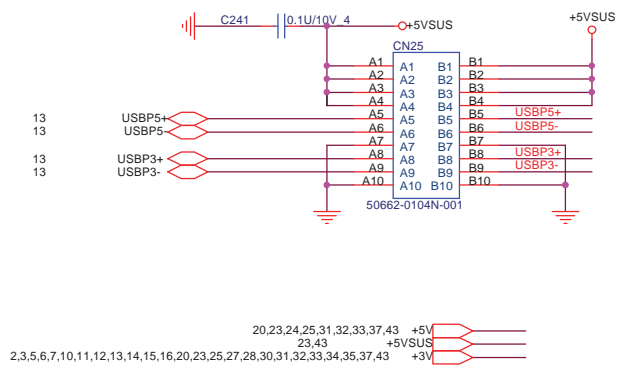 +5VSUS
C241 0.1U/10V_4 +5VSUS
CN25
A1 A1 B1 B1
A2 A2 B2 B2
A3 A3 B3 B3
A4 A4 B4 B4
13 USBP5+ A5 A5 B5 B5 USBP5+
13 USBP5- A6 A6 B6 B6 USBP5-
A7 A7 B7 B7
13 USBP3+ A8 A8 B8 B8 USBP3+
13 USBP3- A9 A9 B9 B9 USBP3-
A10 A10 B10 B10
50662-0104N-001
20,23,24,25,31,32,33,37,43 +5V
23,43 +5VSUS
2,3,5,6,7,10,11,12,13,14,15,16,20,23,25,27,28,30,31,32,33,34,35,37,43 +3V